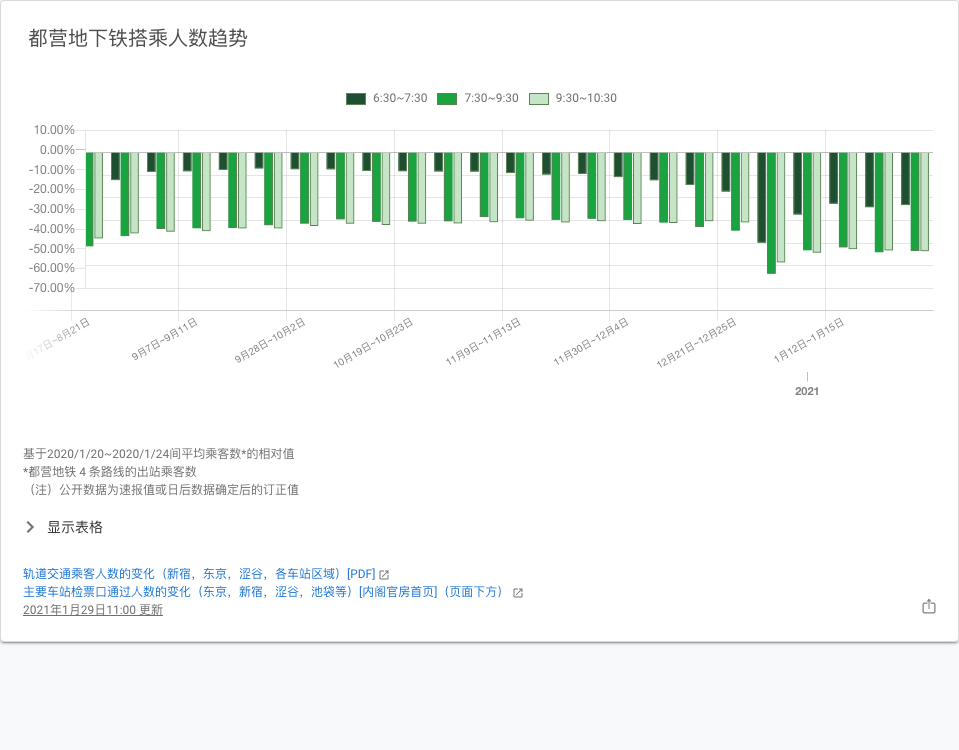 都营地下铁搭乘人数趋势
6:30~7:30 7:30~9:30 9:30~10:30
10.00%
0.00%
-10.00%
-20.00%
-30.00%
-40.00%
-50.00%
-60.00%
-70.00%
月17日~8月21日
9月7日~9月11日
9月28日~10月2日
10月19日~10月23日
11月9日~11月13日
11月30日~12月4日
12月21日~12月25日
1月12日~1月15日
2021
基于2020/1/20~2020/1/24间平均乘客数*的相对值
*都营地铁 4 条路线的出站乘客数
（注）公开数据为速报值或日后数据确定后的订正值
显示表格
轨道交通乘客人数的变化（新宿，东京，涩谷，各车站区域）[PDF]
主要车站检票口通过人数的变化（东京，新宿，涩谷，池袋等）[内阁官房首页]（页面下方）
2021年1月29日11:00 更新